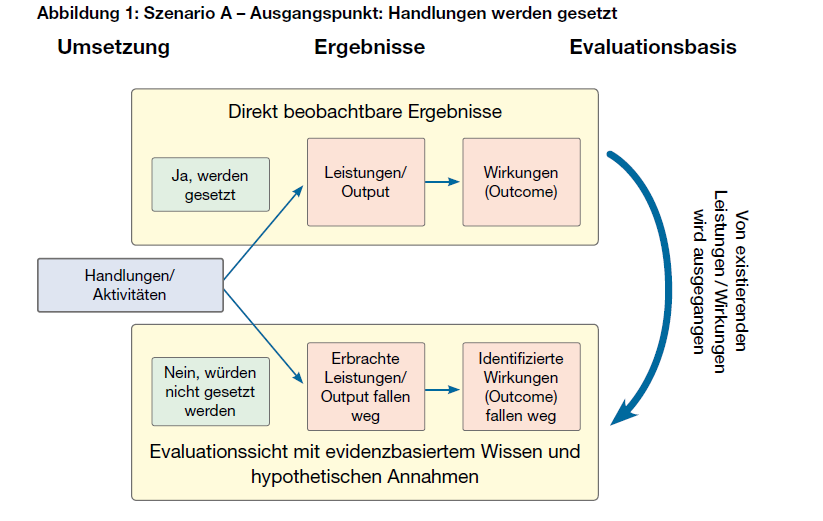 Abbildung 1: Szenario A – Ausgangspunkt: Handlungen werden gesetzt
Umsetzung
Ergebnisse
Evaluationsbasis
Direkt beobachtbare Ergebnisse
Ja, werden
gesetzt
Leistungen/
Output
Wirkungen
(Outcome)
Handlungen/
Aktivitäten
Nein, würden
nicht gesetzt
werden
Erbrachte
Leistungen/
Output fallen
weg
Identifizierte
Wirkungen
(Outcome)
fallen weg
Evaluationssicht mit evidenzbasiertem Wissen und
hypothetischen Annahmen
Von existierenden
Leistungen / Wirkungen
wird ausgegangen